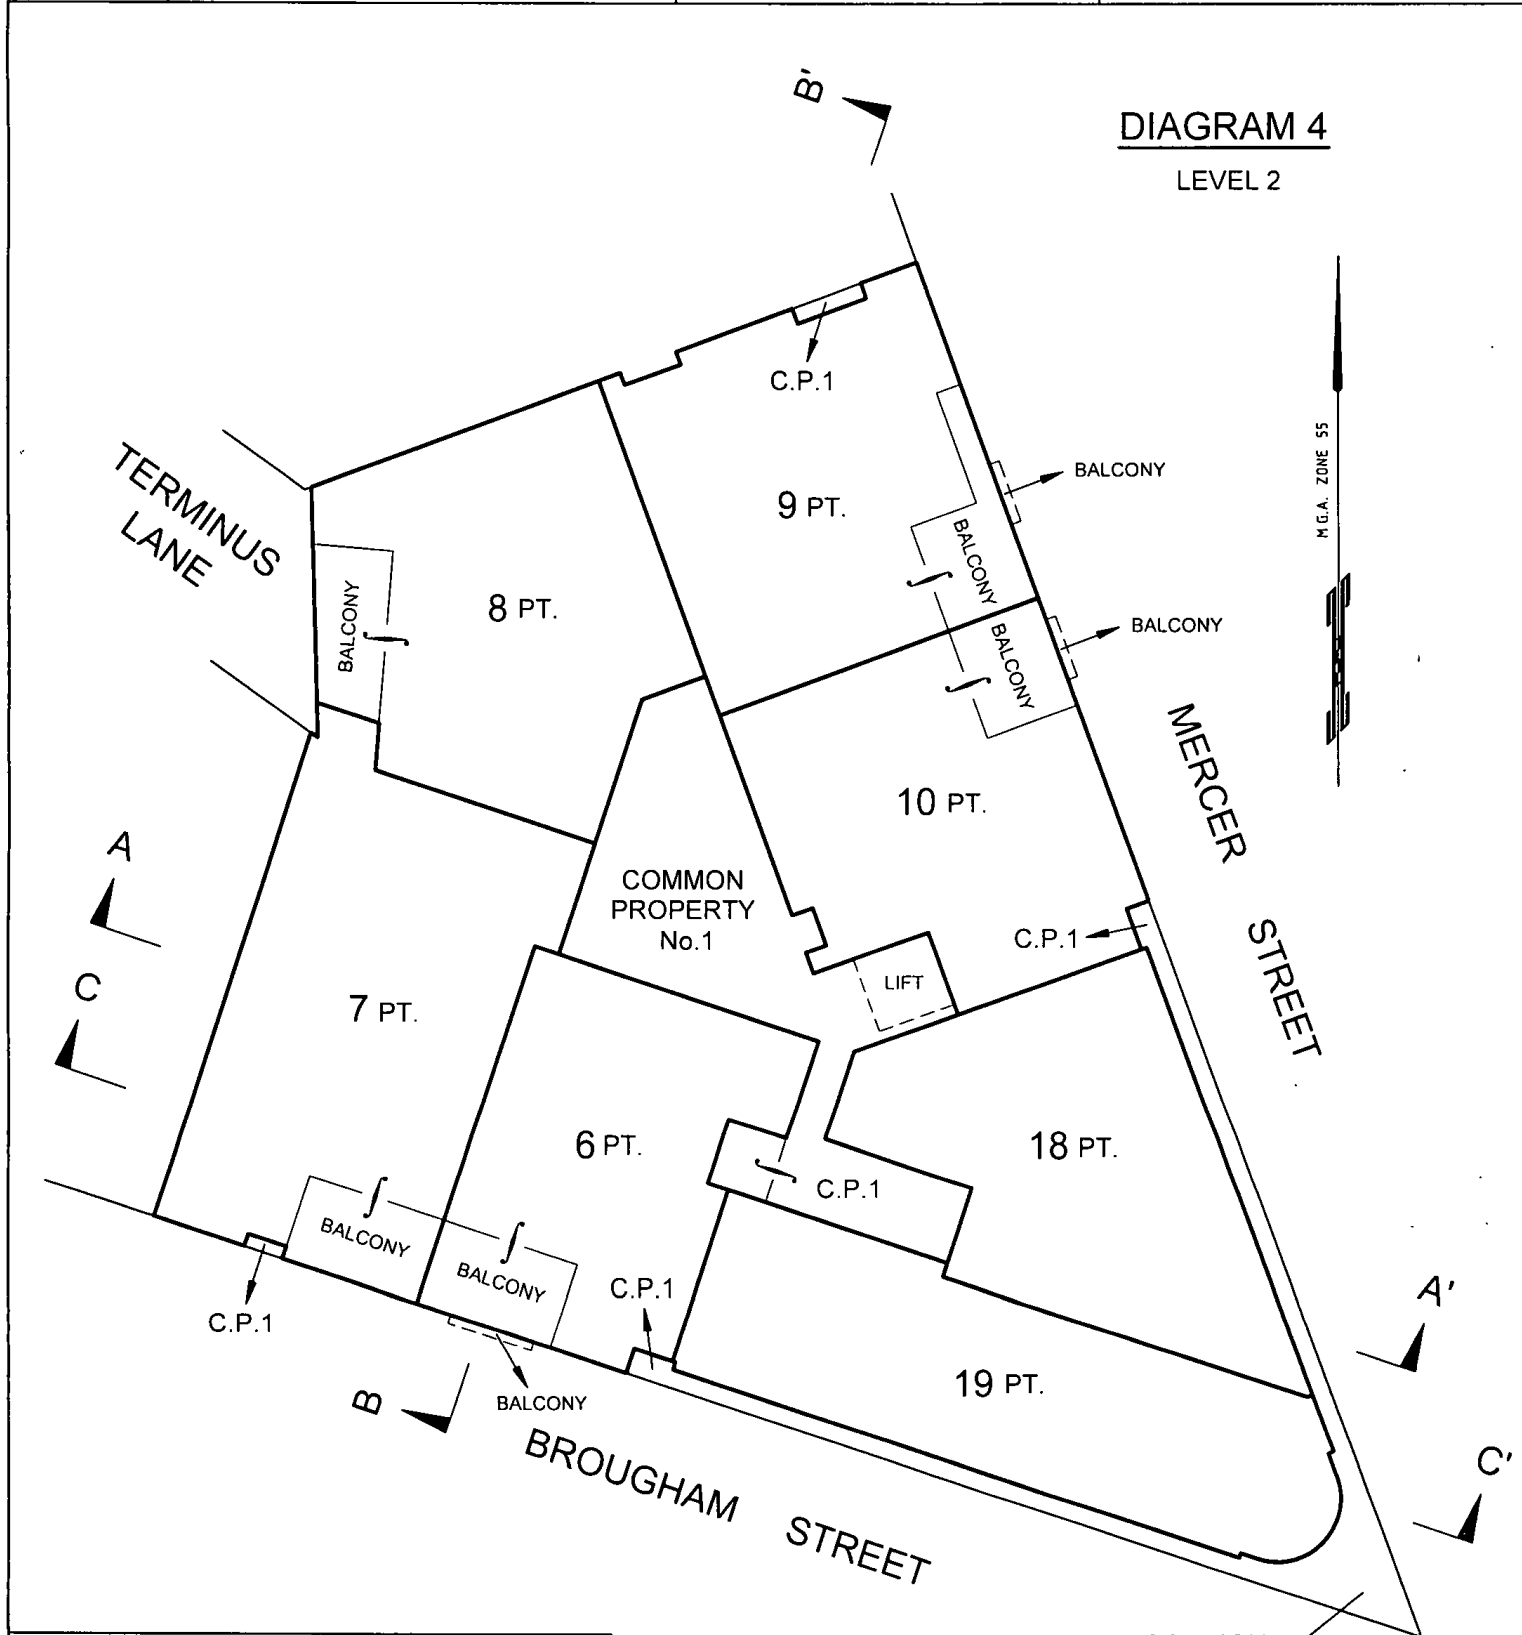 B'
DIAGRAM 4
LEVEL 2
C.P.1
M.G.A. ZONE 55
TERMINUS
LANE
BALCONY
9 PT.
BALCONY
8 PT.
BALCONY
BALCONY
BALCONY
MERCER
STREET
10 PT.
A
COMMON
PROPERTY
No.1
C.P.1
C
LIFT
7 PT.
6 PT.
18 PT.
C.P.1
BALCONY
BALCONY
C.P.1
C.P.1
A'
19 PT.
B
BALCONY
BROUGHAM
STREET
C'